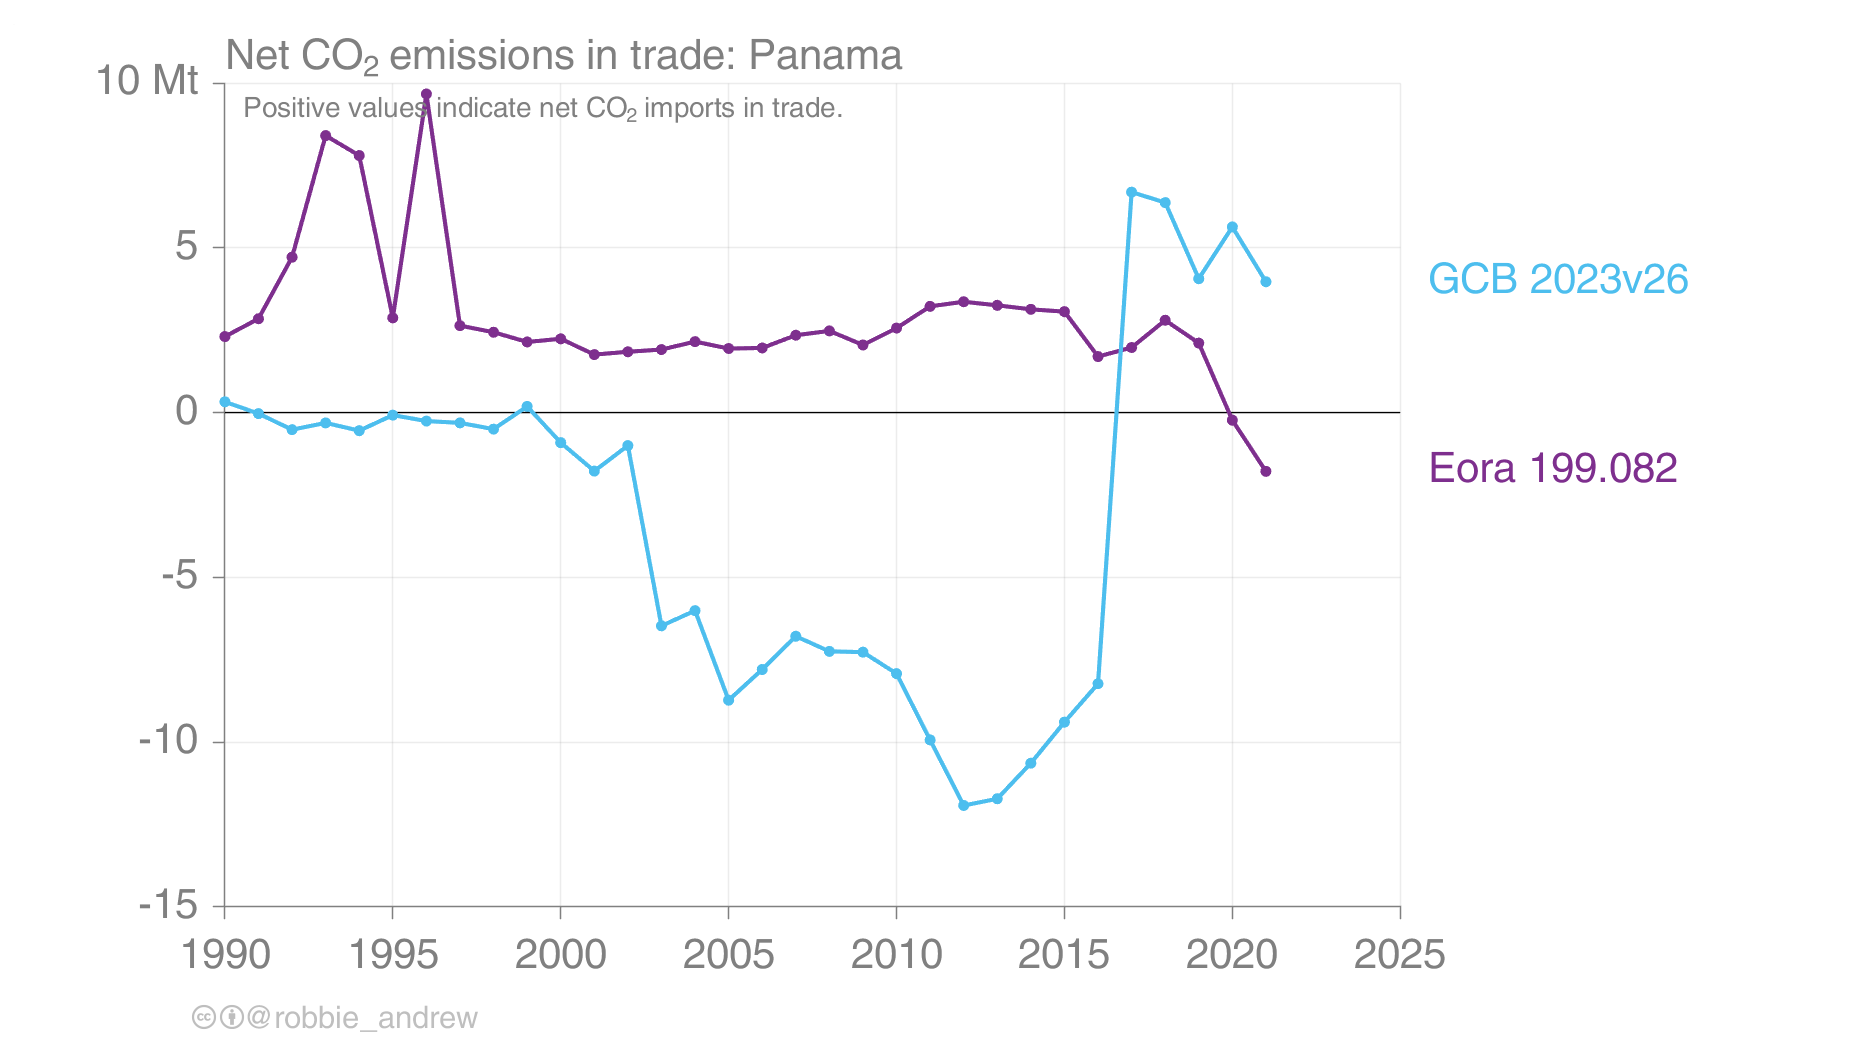 Net CO₂ emissions in trade: Panama
10 Mt
Positive values indicate net CO₂ imports in trade.
5
GCB 2023v26
0
Eora 199.082
-5
-10
-15
1990 1995 2000 2005 2010 2015 2020 2025
@robbie_andrew